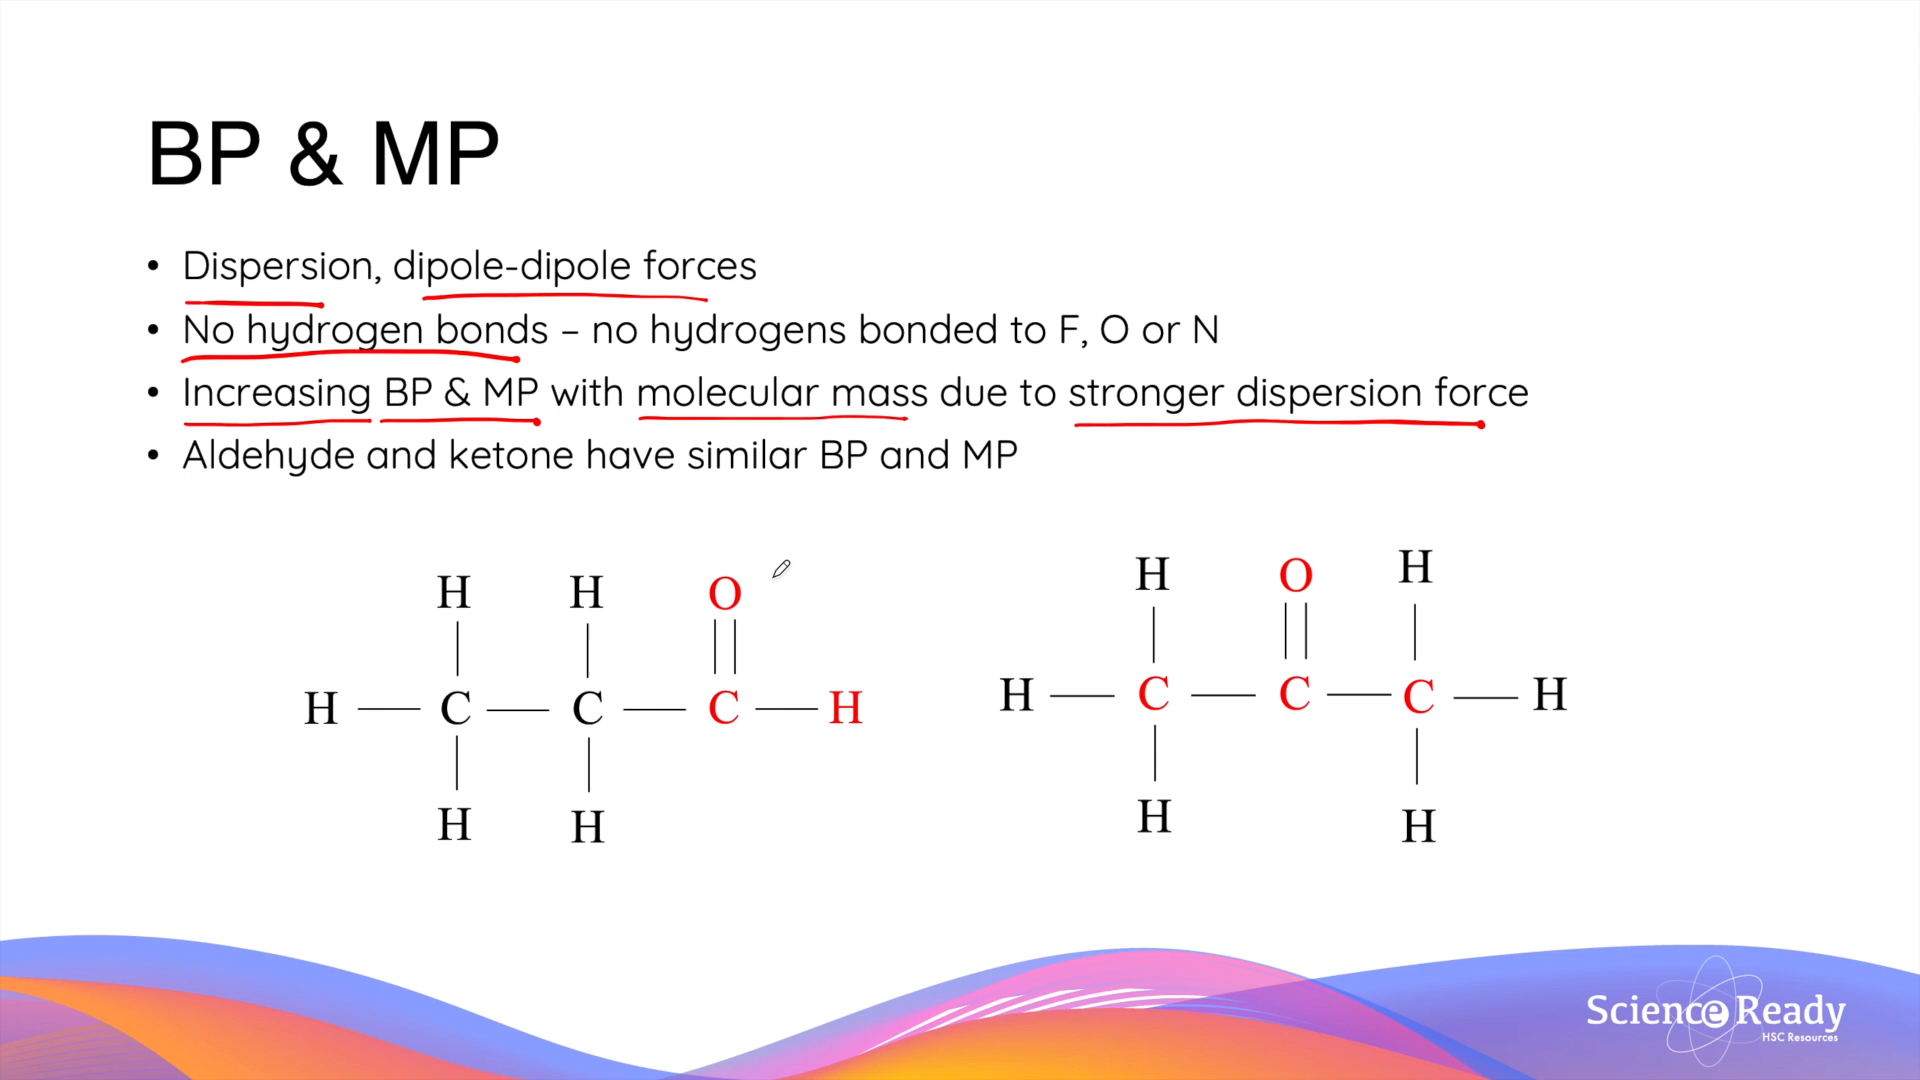 BP & MP
• Dispersion, dipole-dipole forces
• No hydrogen bonds – no hydrogens bonded to F, O or N
• Increasing BP & MP with molecular mass due to stronger dispersion force
• Aldehyde and ketone have similar BP and MP
H H O
H C C C H
H H
H O H
H C C C H
H H
Science Ready
HSC Resources